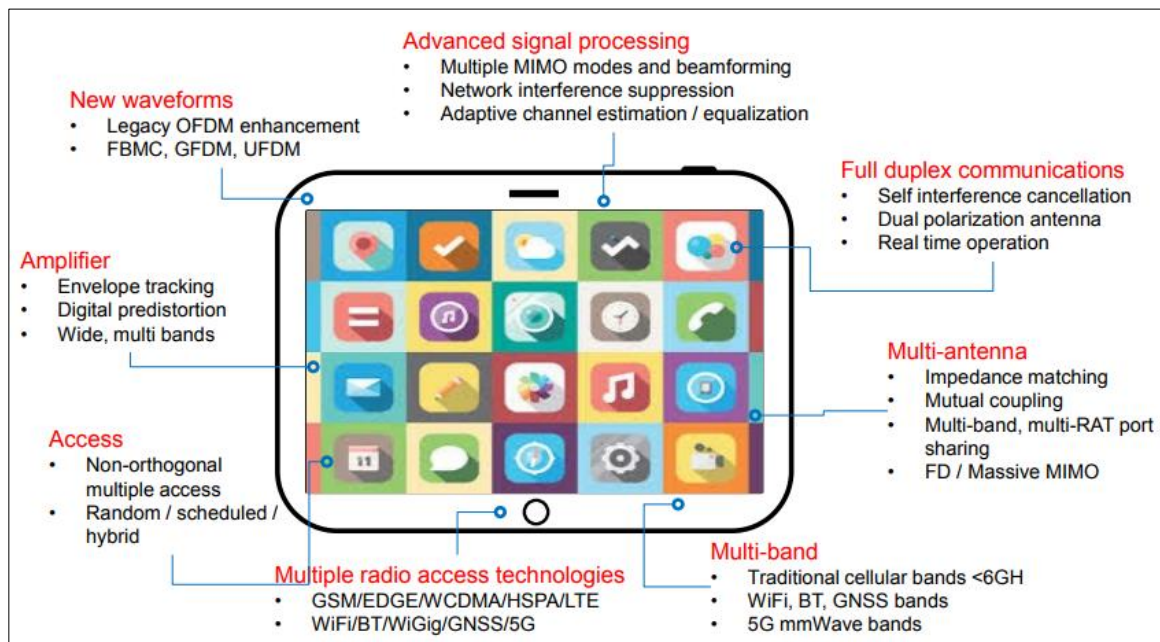 Advanced signal processing
• Multiple MIMO modes and beamforming
• Network interference suppression
• Adaptive channel estimation / equalization
New waveforms
• Legacy OFDM enhancement
• FBMC, GFDM, UFDM
Full duplex communications
• Self interference cancellation
• Dual polarization antenna
• Real time operation
Amplifier
• Envelope tracking
• Digital predistortion
• Wide, multi bands
Multi-antenna
• Impedance matching
• Mutual coupling
• Multi-band, multi-RAT port
sharing
• FD / Massive MIMO
Access
• Non-orthogonal
multiple access
• Random / scheduled /
hybrid
11
Multiple radio access technologies
• GSM/EDGE/WCDMA/HSPA/LTE
• WiFi/BT/WiGig/GNSS/5G
Multi-band
• Traditional cellular bands <6GH
• WiFi, BT, GNSS bands
• 5G mmWave bands